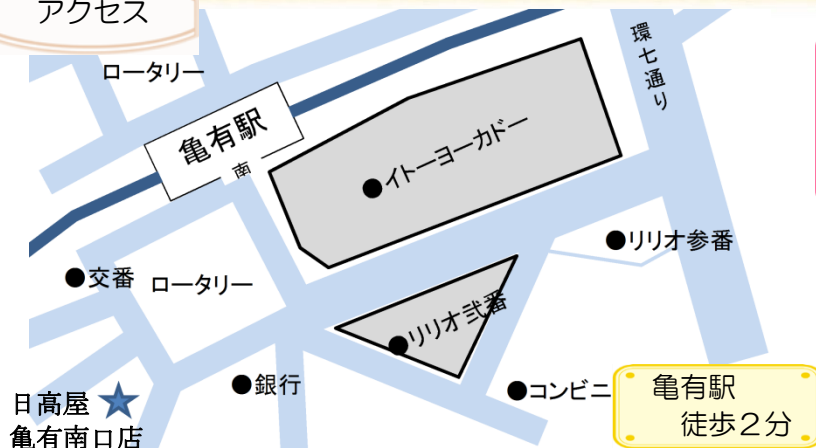 アクセス
ロータリー
環七通り
亀有駅
南
●イトーヨーカドー
●リリオ参番
●交番
ロータリー
●リリオ弐番
●銀行
●コンビニ
日高屋
亀有南口店
亀有駅
徒歩2分